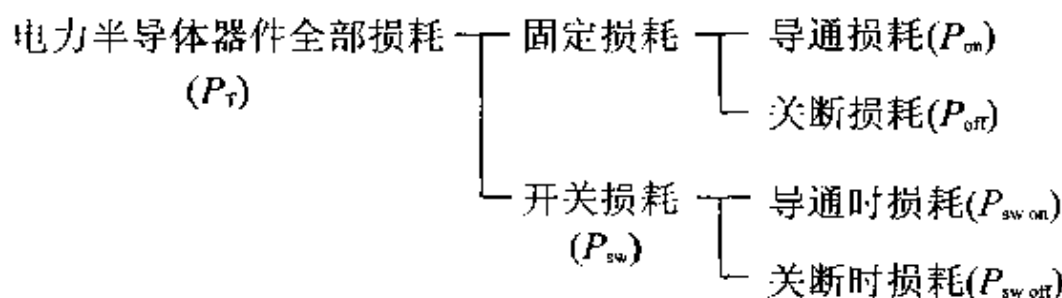 电力半导体器件全部损耗 固定损耗 导通损耗(P_on)
(P_T)
关断损耗(P_off)
开关损耗 导通时损耗(P_sw on)
(P_sw)
关断时损耗(P_sw off)